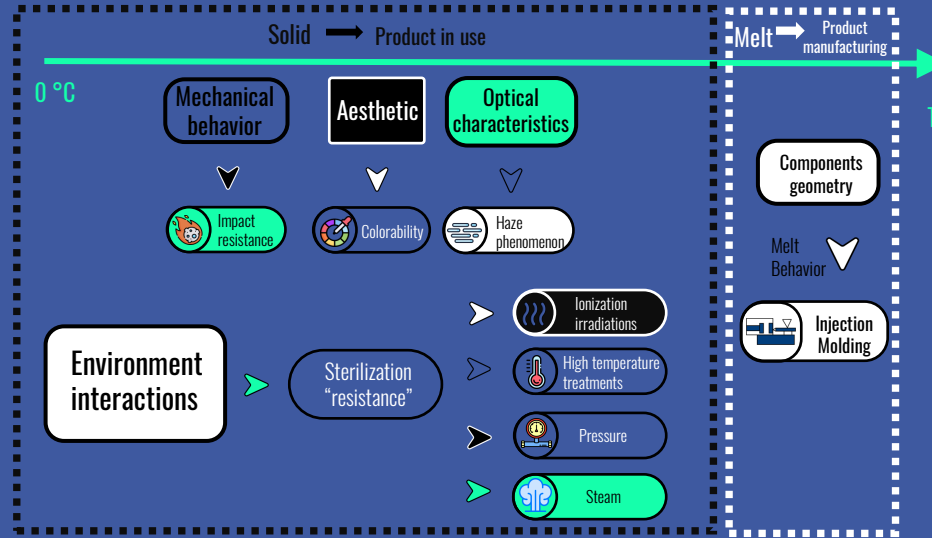 Solid
Product in use
Melt
Product
manufacturing
0 °C
T
Mechanical
behavior
Aesthetic
Optical
characteristics
Impact
resistance
Colorability
Haze
phenomenon
Components
geometry
Melt
Behavior
Injection
Molding
Environment
interactions
Sterilization
“resistance”
Ionization
irradiations
High temperature
treatments
Pressure
Steam